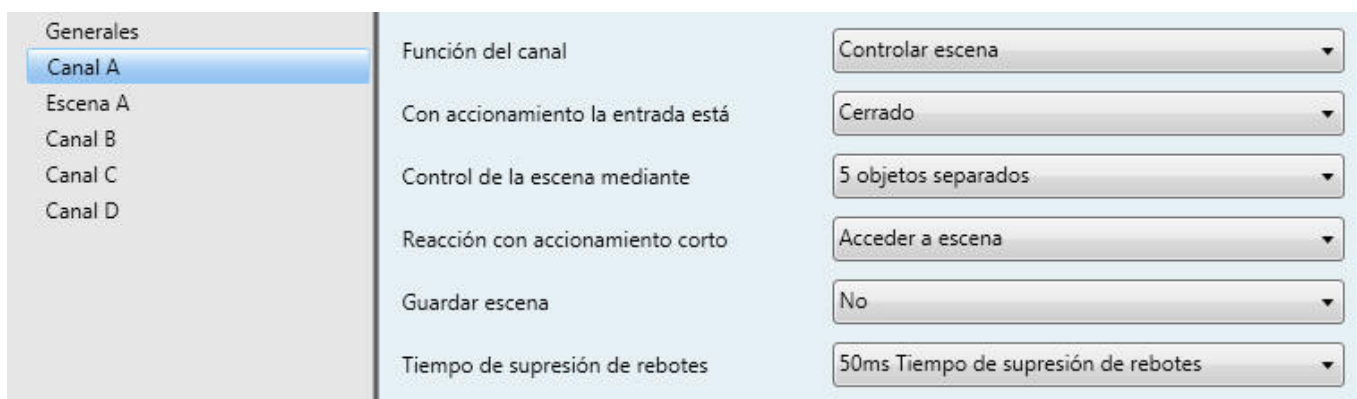 Generales
Canal A
Escena A
Canal B
Canal C
Canal D
Función del canal Controlar escena
Con accionamiento la entrada está Cerrado
Control de la escena mediante 5 objetos separados
Reacción con accionamiento corto Acceder a escena
Guardar escena No
Tiempo de supresión de rebotes 50ms Tiempo de supresión de rebotes